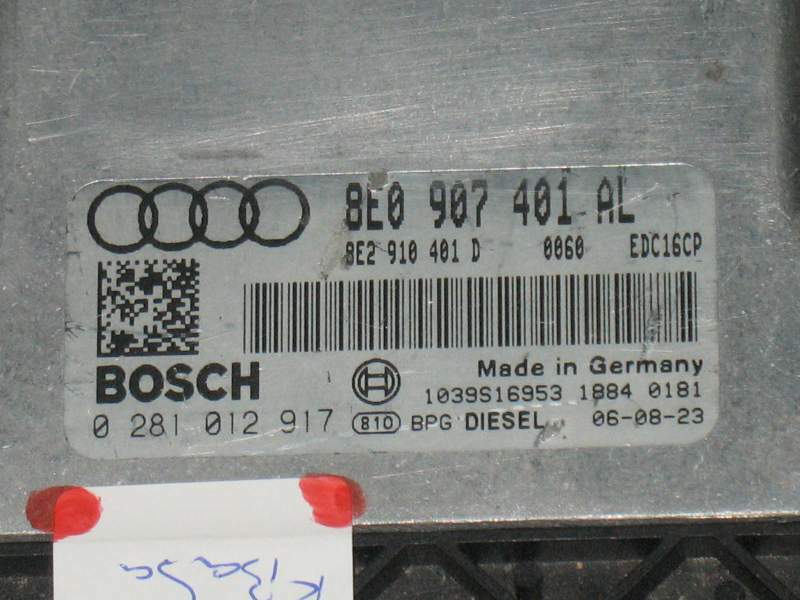 8E0 907 401 AL
8E2 910 401 D 0060 EDC16CP
BOSCH
Made in Germany
1039S16953 1884 0181
0 281 012 917 810 BPG DIESEL 06-08-23